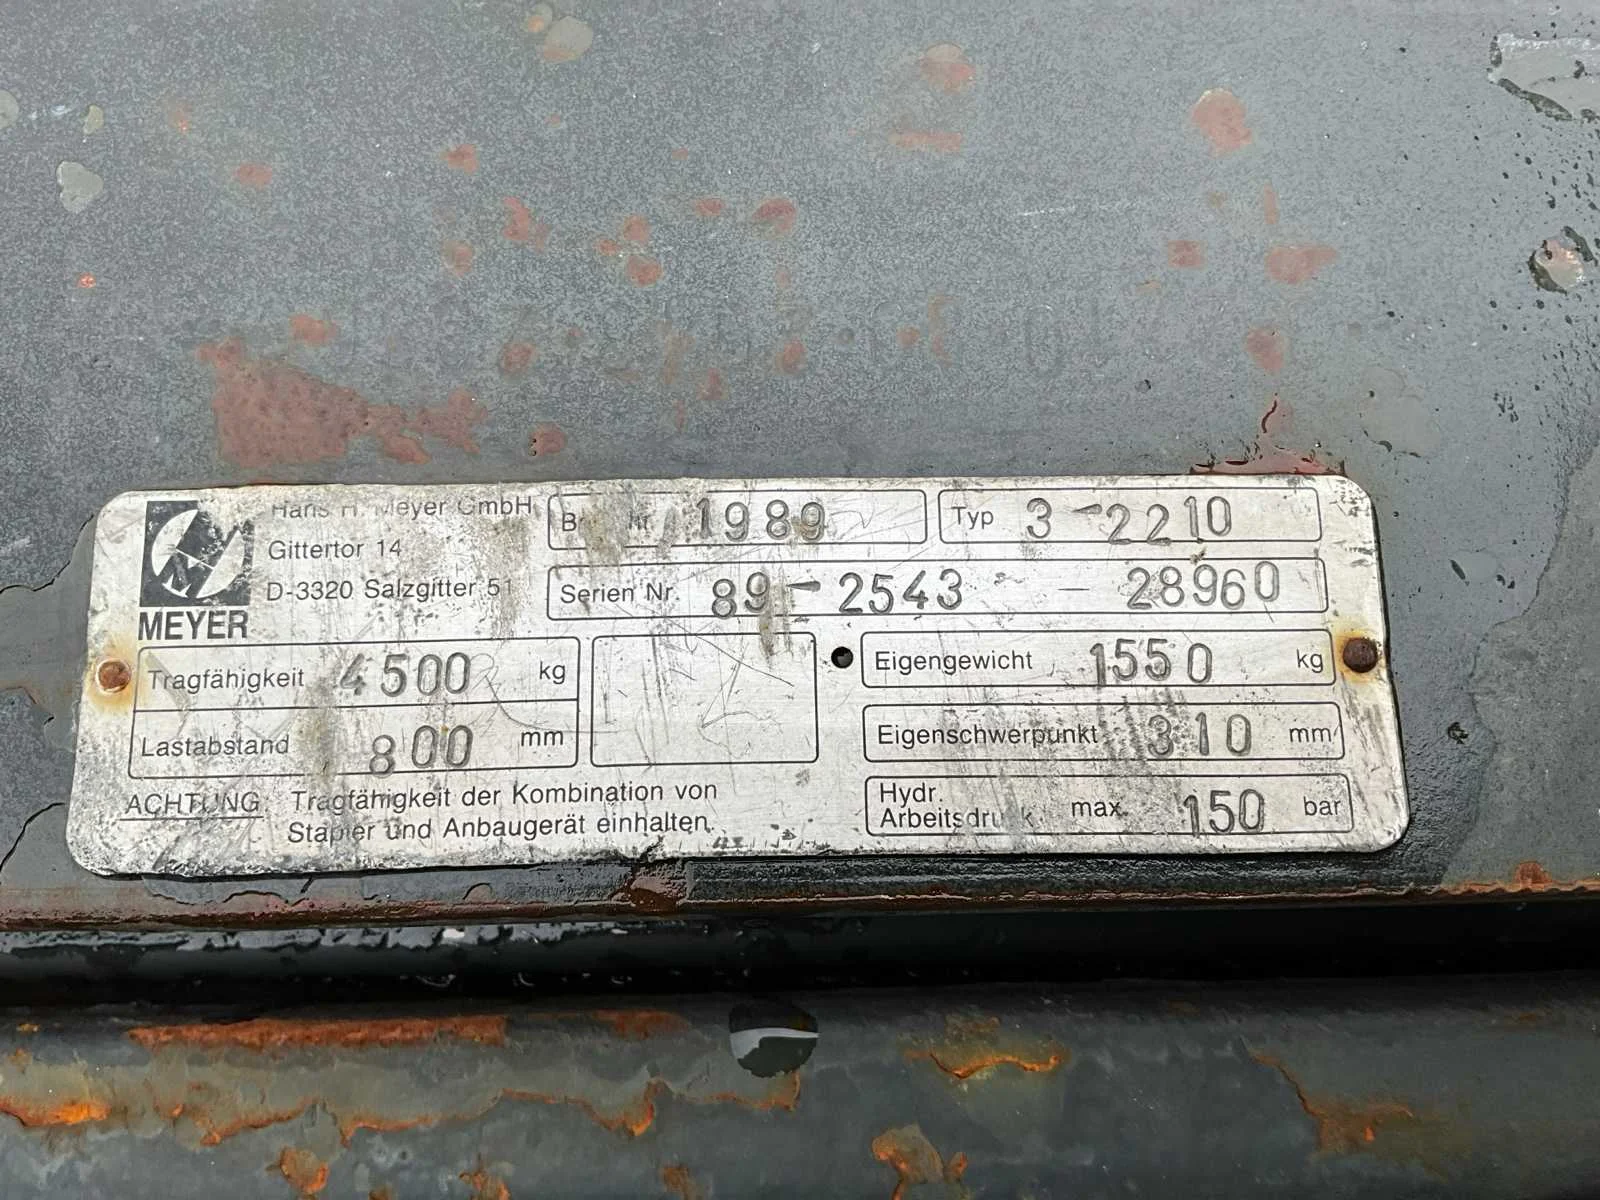 Hans H. Meyer GmbH
Gittertor 14
D-3320 Salzgitter 51
MEYER
1989
Typ 3-2210
Serien Nr. 89-2543 - 28960
Tragfähigkeit 4500 kg
Lastabstand 800 mm
Eigengewicht 1550 kg
Eigenschwerpunkt 310 mm
Hydr.
Arbeitsdruck max. 150 bar
ACHTUNG: Tragfähigkeit der Kombination von
Stapler und Anbaugerät einhalten.